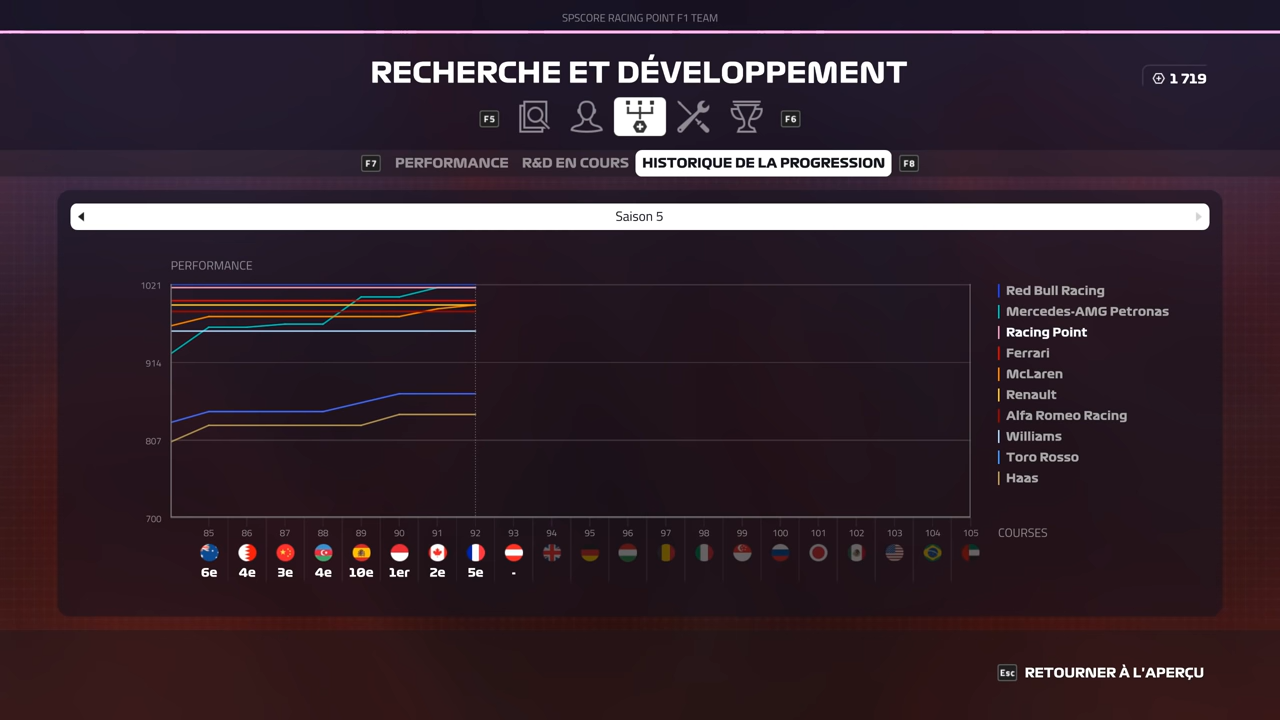 SPSCORE RACING POINT F1 TEAM
RECHERCHE ET DÉVELOPPEMENT
1 719
F5 F6
F7 PERFORMANCE R&D EN COURS HISTORIQUE DE LA PROGRESSION F8
Saison 5
PERFORMANCE
1021
914
807
700
Red Bull Racing
Mercedes-AMG Petronas
Racing Point
Ferrari
McLaren
Renault
Alfa Romeo Racing
Williams
Toro Rosso
Haas
85 86 87 88 89 90 91 92 93 94 95 96 97 98 99 100 101 102 103 104 105 COURSES
6e 4e 3e 4e 10e 1er 2e 5e -
Esc RETOURNER À L'APERÇU